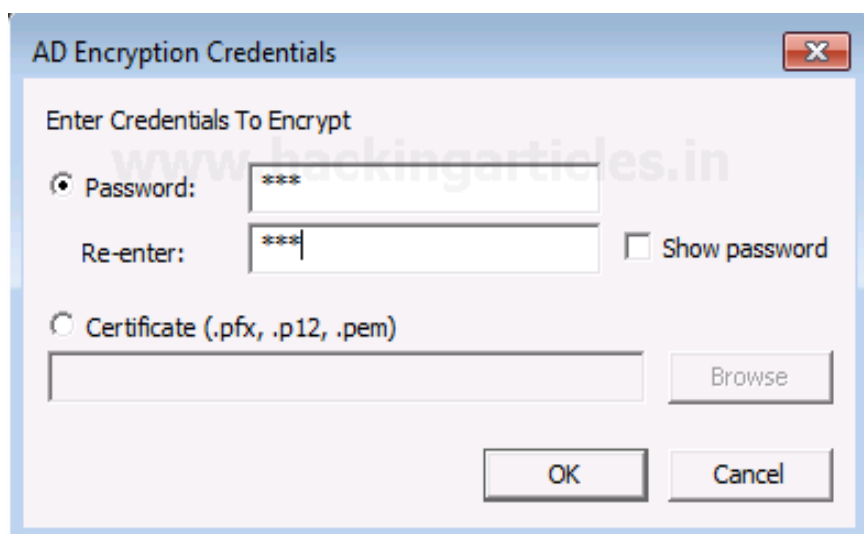 AD Encryption Credentials
Enter Credentials To Encrypt
www.hackingarticles.in
Password: ***
Re-enter: *** Show password
Certificate (.pfx, .p12, .pem)
Browse
OK Cancel